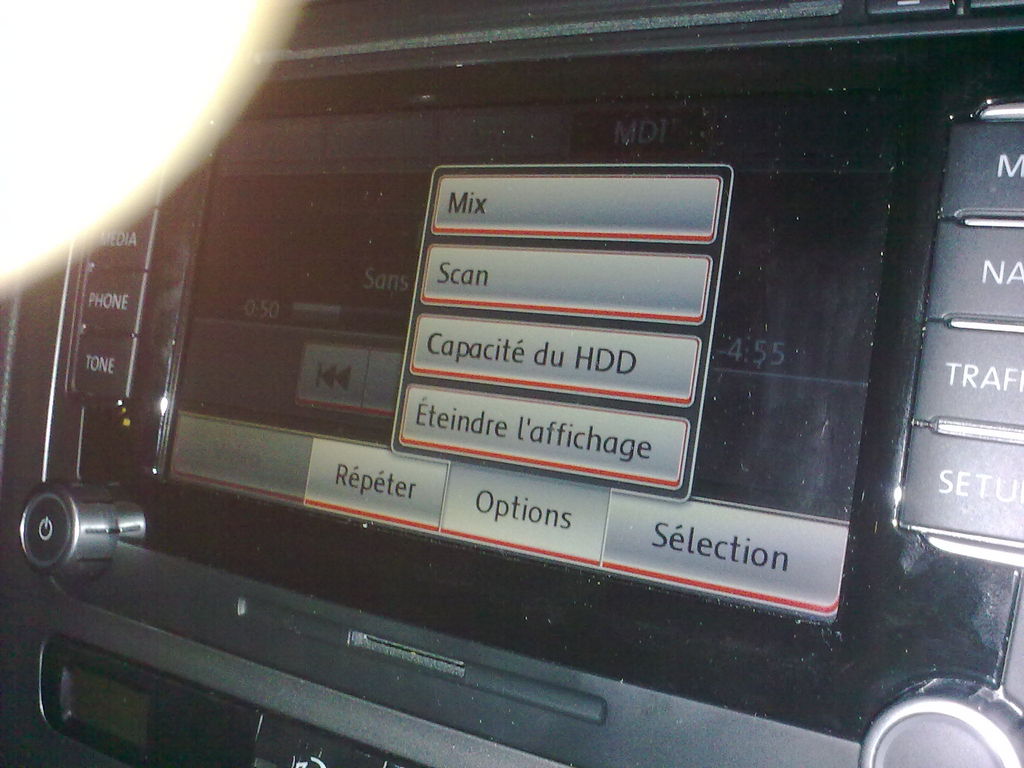 MDI
Mix
Scan
Capacité du HDD
Éteindre l'affichage
Sans
0:50
-4:55
Répéter
Options
Sélection
MEDIA
PHONE
TONE
M
NA
TRAF
SETU